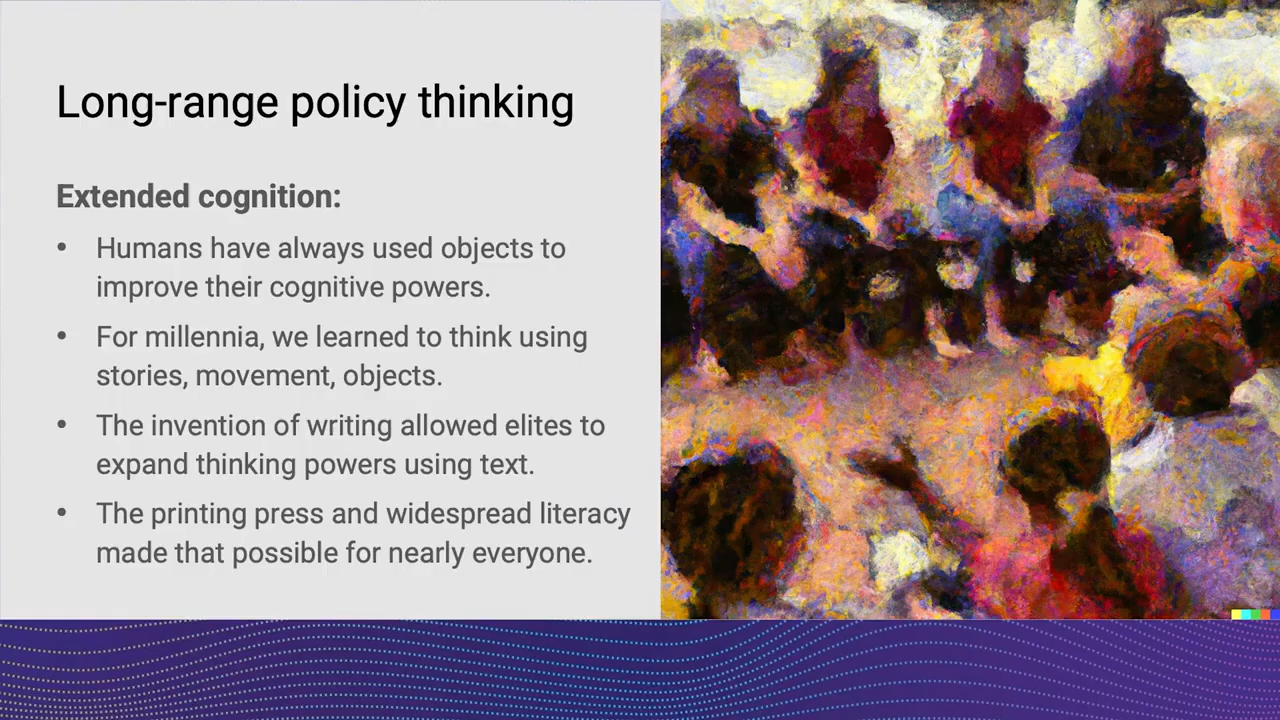 Long-range policy thinking
Extended cognition:
• Humans have always used objects to
improve their cognitive powers.
• For millennia, we learned to think using
stories, movement, objects.
• The invention of writing allowed elites to
expand thinking powers using text.
• The printing press and widespread literacy
made that possible for nearly everyone.